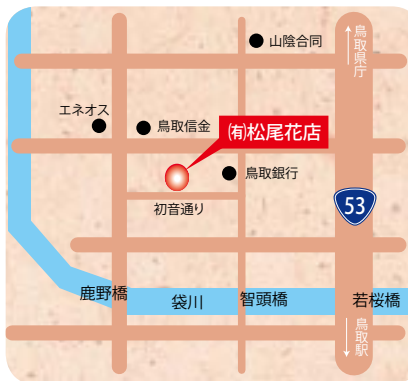 山陰合同
↑鳥取県庁
エネオス
鳥取信金
㈲松尾花店
鳥取銀行
初音通り
53
鹿野橋
袋川
智頭橋
若桜橋
↓鳥取駅